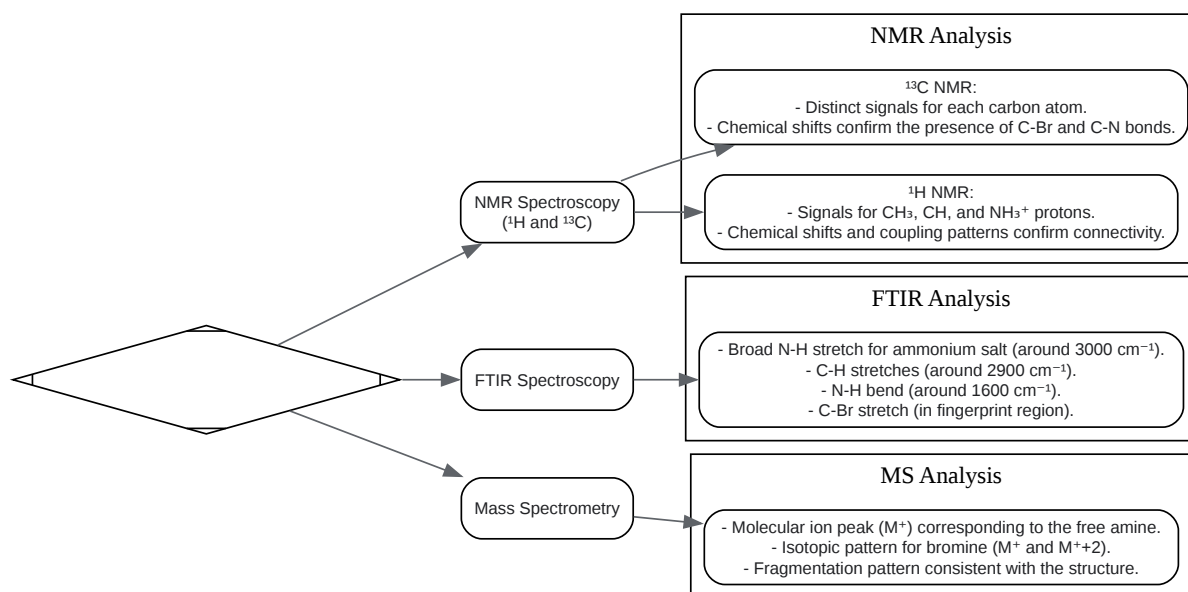 NMR Analysis
¹³C NMR:
- Distinct signals for each carbon atom.
- Chemical shifts confirm the presence of C-Br and C-N bonds.
NMR Spectroscopy
(¹H and ¹³C)
¹H NMR:
- Signals for CH₃, CH, and NH₃⁺ protons.
- Chemical shifts and coupling patterns confirm connectivity.
FTIR Analysis
FTIR Spectroscopy
- Broad N-H stretch for ammonium salt (around 3000 cm⁻¹).
- C-H stretches (around 2900 cm⁻¹).
- N-H bend (around 1600 cm⁻¹).
- C-Br stretch (in fingerprint region).
MS Analysis
Mass Spectrometry
- Molecular ion peak (M⁺) corresponding to the free amine.
- Isotopic pattern for bromine (M⁺ and M⁺+2).
- Fragmentation pattern consistent with the structure.